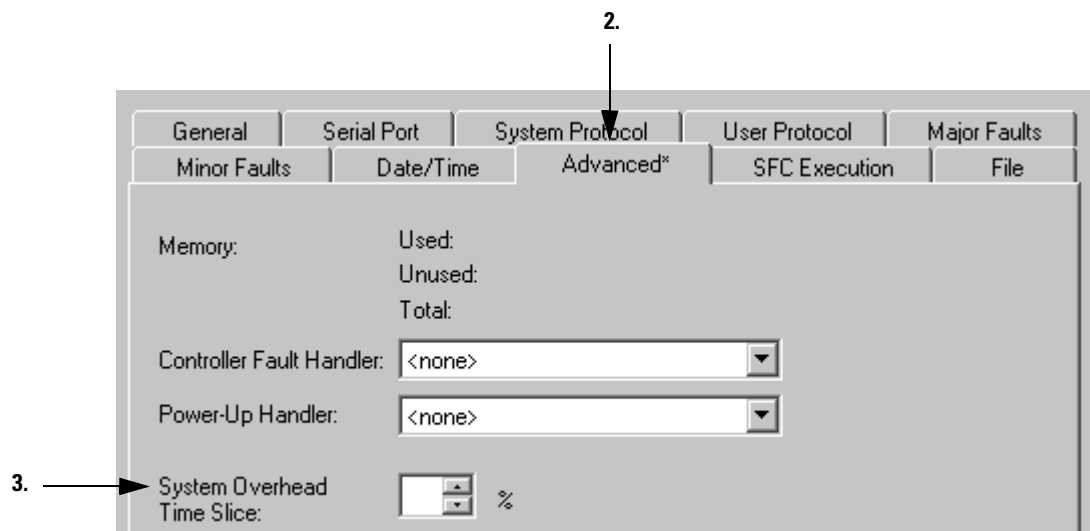 2.
General Serial Port System Protocol User Protocol Major Faults
Minor Faults Date/Time Advanced* SFC Execution File
Memory: Used:
Unused:
Total:
Controller Fault Handler: <none>
Power-Up Handler: <none>
3. System Overhead
Time Slice: %